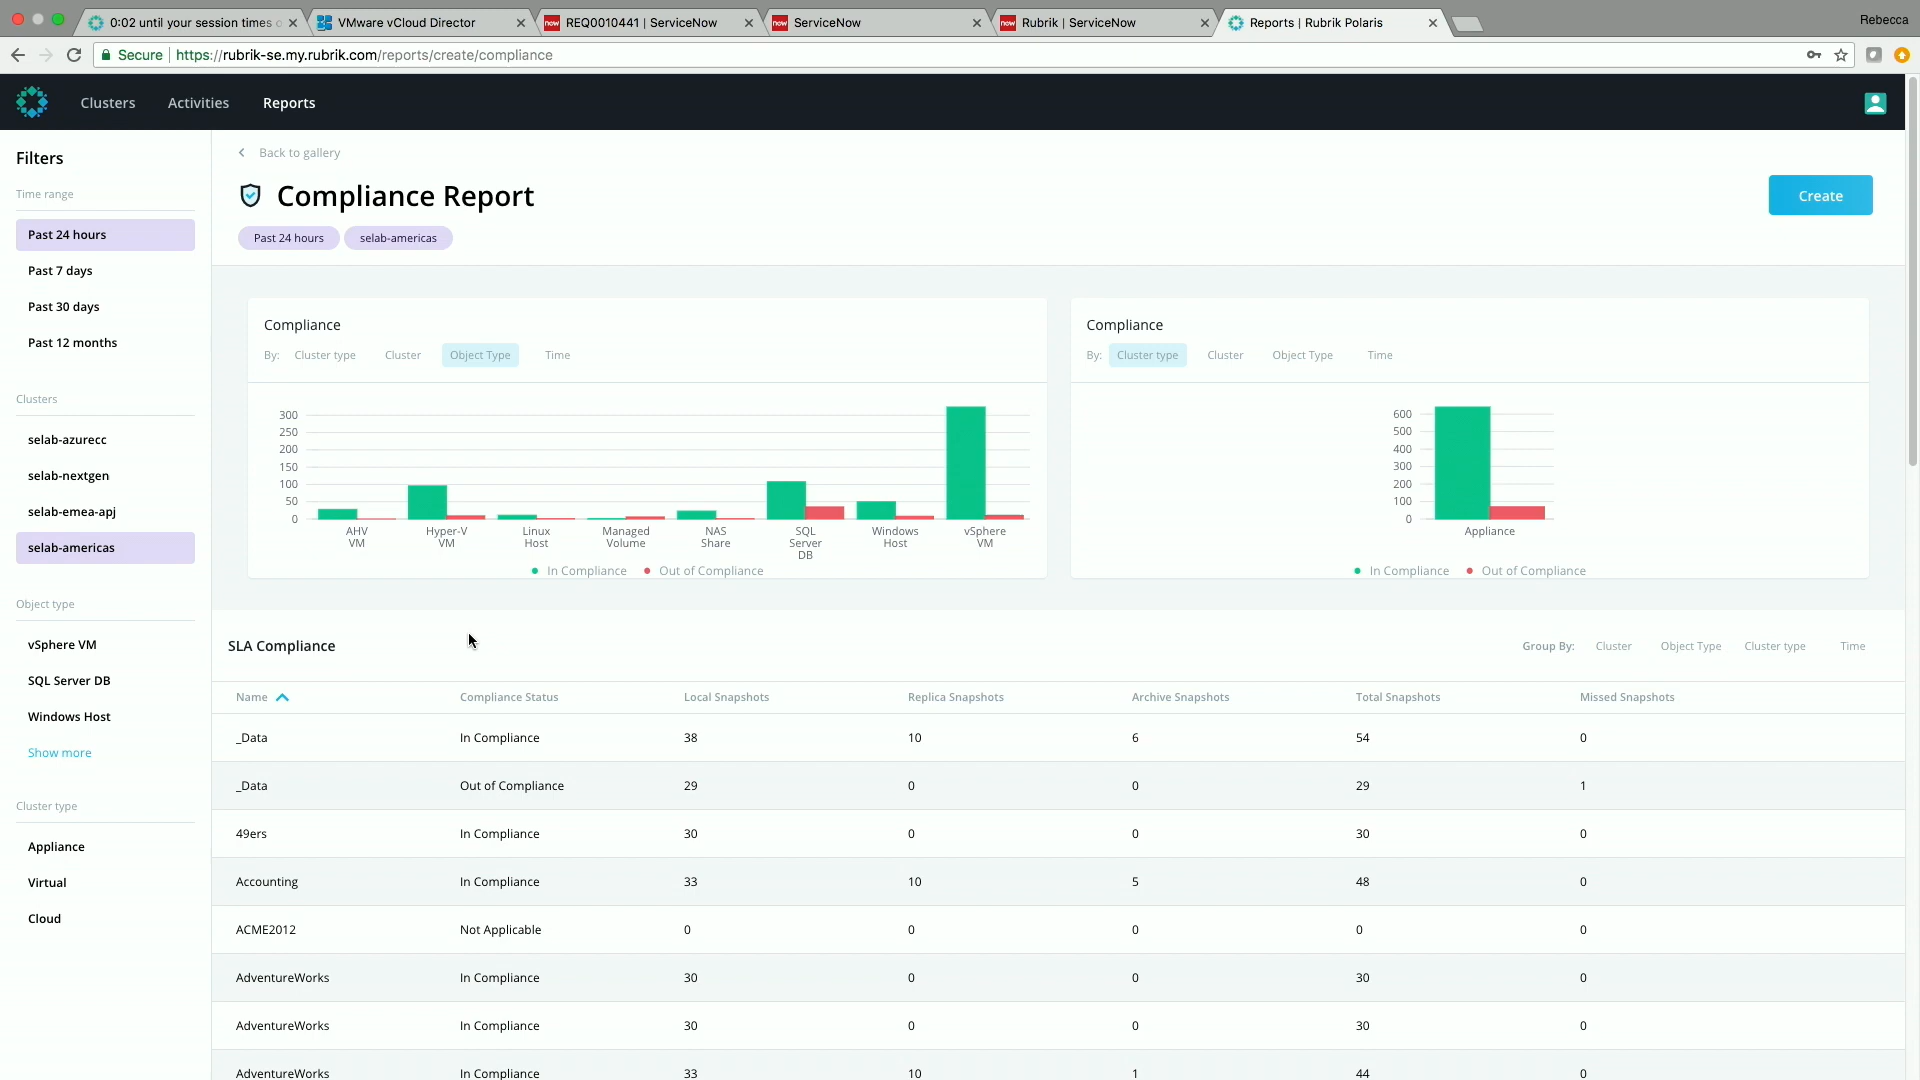 0:02 until your session times o
VMware vCloud Director
REQ0010441 | ServiceNow
ServiceNow
Rubrik | ServiceNow
Reports | Rubrik Polaris
Rebecca
Secure | https://rubrik-se.my.rubrik.com/reports/create/compliance
Clusters Activities Reports
Filters
Time range
Past 24 hours
Past 7 days
Past 30 days
Past 12 months
Clusters
selab-azurecc
selab-nextgen
selab-emea-apj
selab-americas
Object type
vSphere VM
SQL Server DB
Windows Host
Show more
Cluster type
Appliance
Virtual
Cloud
Back to gallery
Compliance Report
Create
Past 24 hours selab-americas
Compliance
By: Cluster type Cluster Object Type Time
300
250
200
150
100
50
0
AHV VM
Hyper-V VM
Linux Host
Managed Volume
NAS Share
SQL Server DB
Windows Host
vSphere VM
In Compliance Out of Compliance
Compliance
By: Cluster type Cluster Object Type Time
600
500
400
300
200
100
0
Appliance
In Compliance Out of Compliance
SLA Compliance
Group By: Cluster Object Type Cluster type Time
Name Compliance Status Local Snapshots Replica Snapshots Archive Snapshots Total Snapshots Missed Snapshots
_Data In Compliance 38 10 6 54 0
_Data Out of Compliance 29 0 0 29 1
49ers In Compliance 30 0 0 30 0
Accounting In Compliance 33 10 5 48 0
ACME2012 Not Applicable 0 0 0 0 0
AdventureWorks In Compliance 30 0 0 30 0
AdventureWorks In Compliance 30 0 0 30 0
AdventureWorks In Compliance 33 10 1 44 0